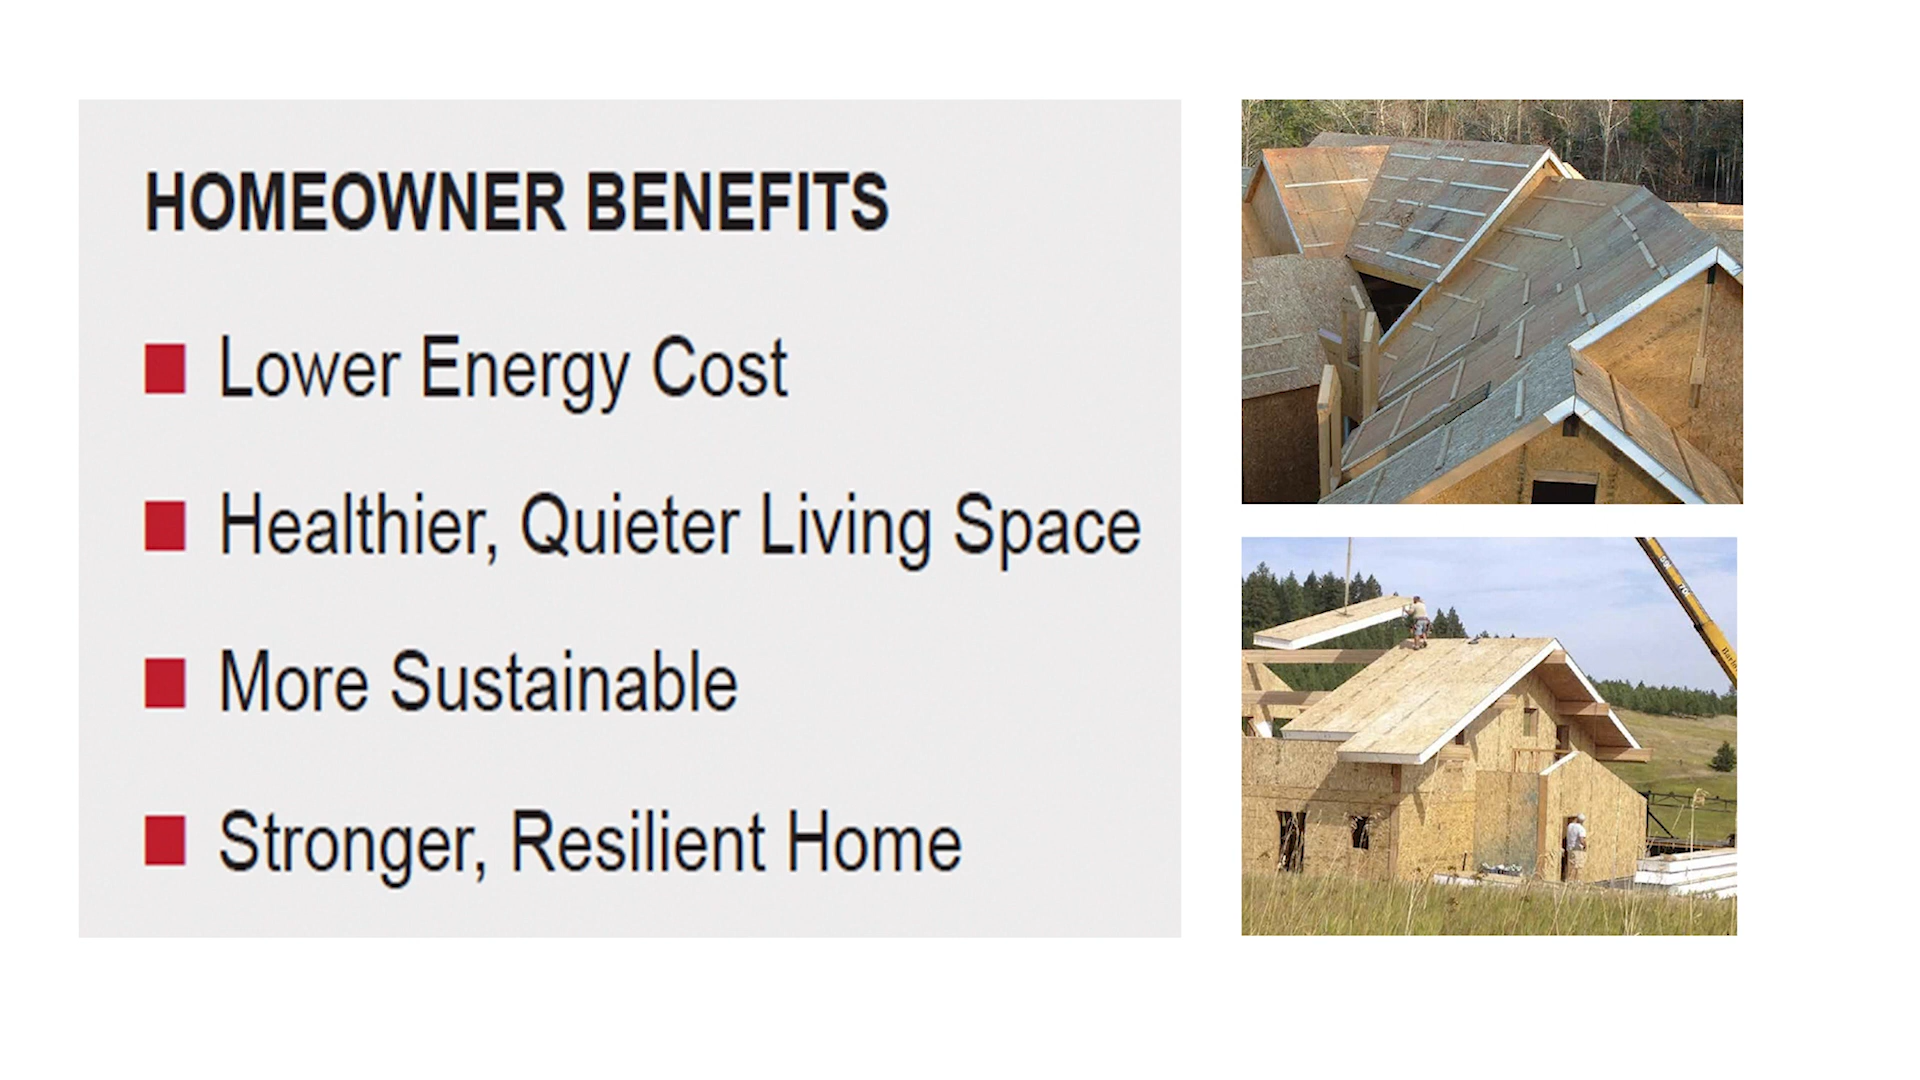 HOMEOWNER BENEFITS
Lower Energy Cost
Healthier, Quieter Living Space
More Sustainable
Stronger, Resilient Home